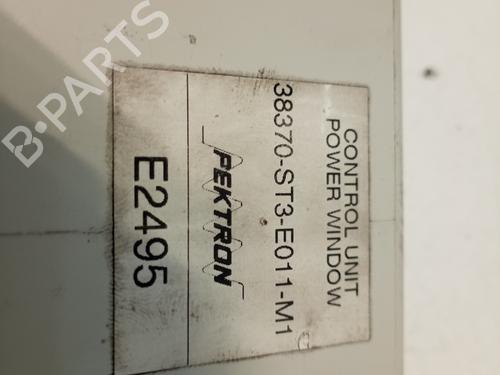 CONTROL UNIT
POWER WINDOW
38370-ST3-E011-M1
PEKTRON
E2495
B-PARTS